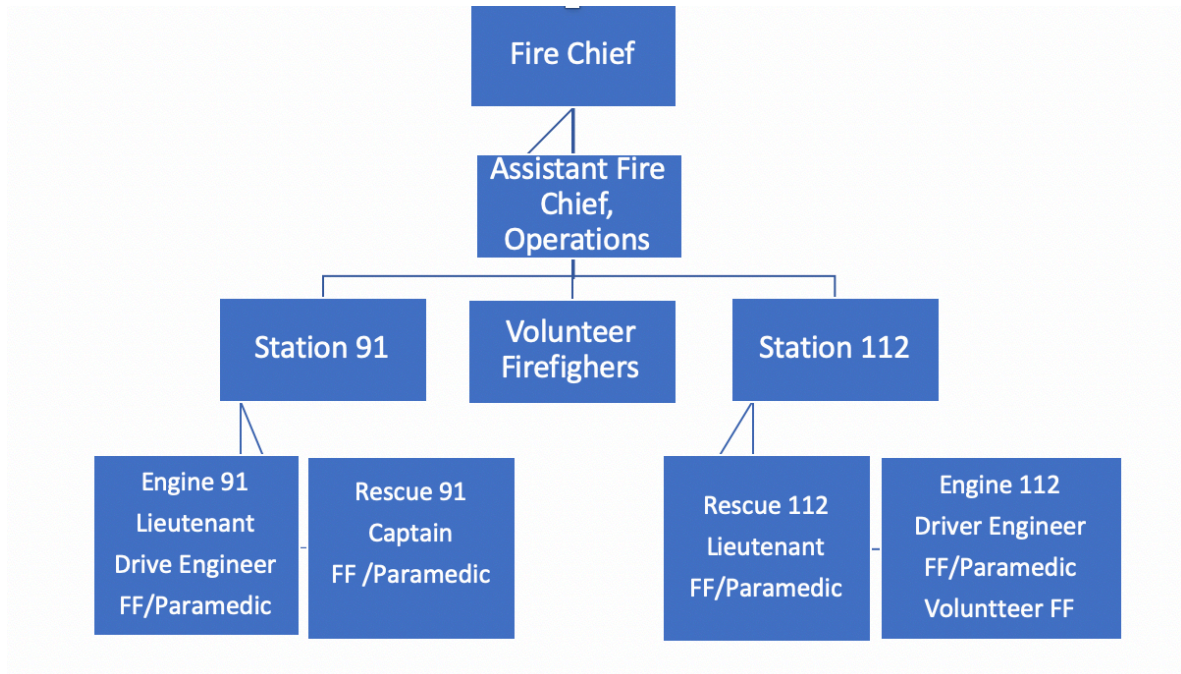 Fire Chief
Assistant Fire
Chief,
Operations
Station 91
Volunteer
Firefighers
Station 112
Engine 91
Lieutenant
Drive Engineer
FF/Paramedic
Rescue 91
Captain
FF /Paramedic
Rescue 112
Lieutenant
FF/Paramedic
Engine 112
Driver Engineer
FF/Paramedic
Voluntteer FF